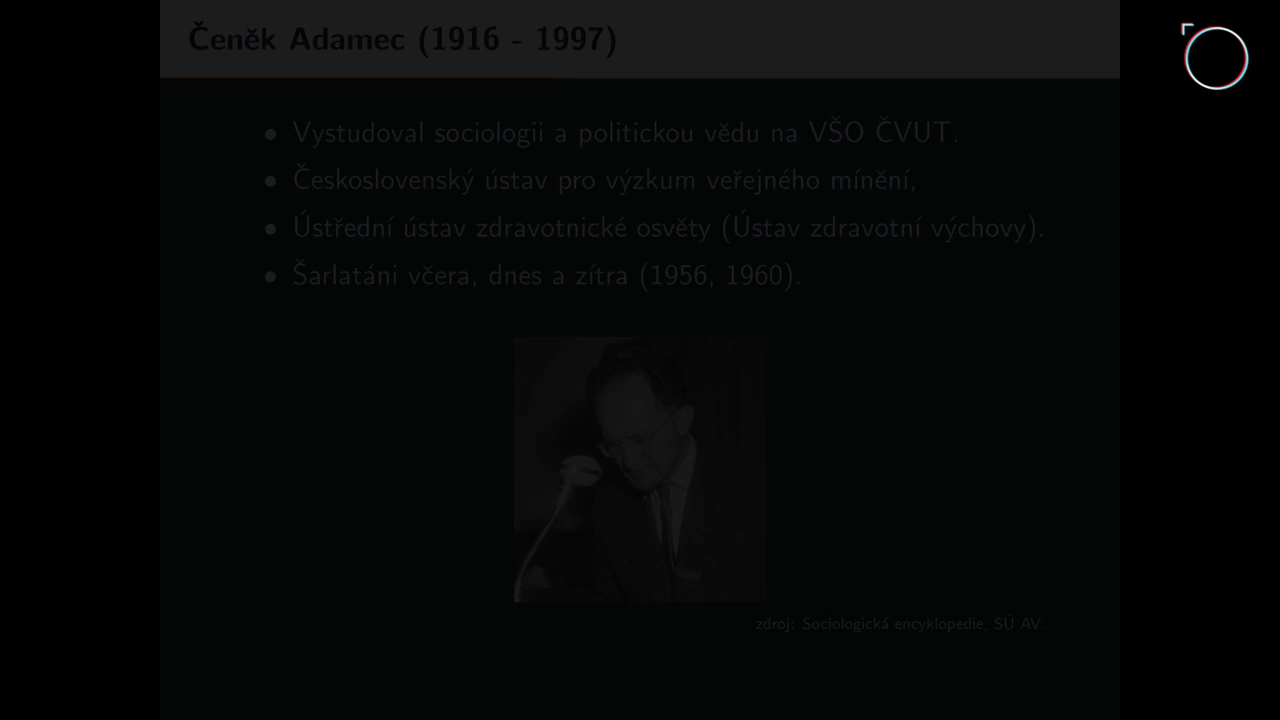 Čeněk Adamec (1916 - 1997)
• Vystudoval sociologii a politickou vědu na VŠO ČVUT.
• Československý ústav pro výzkum veřejného mínění,
• Ústřední ústav zdravotnické osvěty (Ústav zdravotní výchovy).
• Šarlatáni včera, dnes a zítra (1956, 1960).
zdroj: Sociologická encyklopedie, SÚ AV.